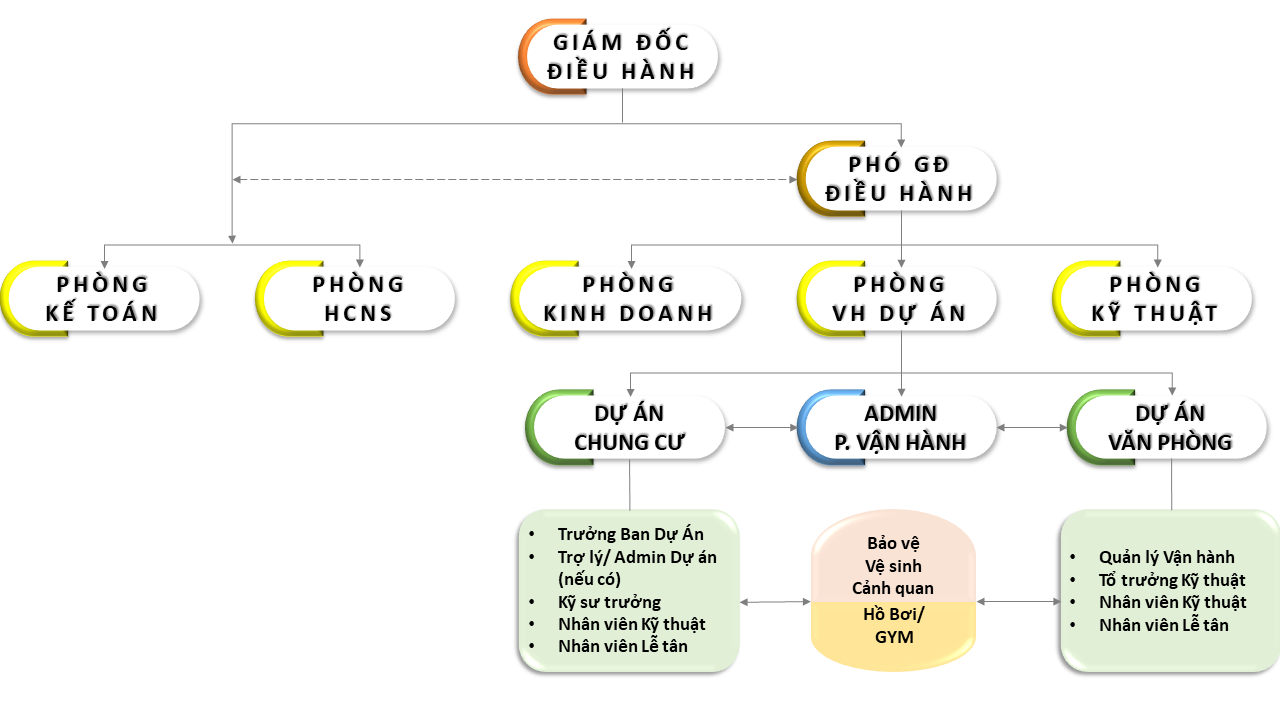 GIÁM ĐỐC
ĐIỀU HÀNH
PHÓ GĐ
ĐIỀU HÀNH
PHÒNG
KẾ TOÁN
PHÒNG
HCNS
PHÒNG
KINH DOANH
PHÒNG
VH DỰ ÁN
PHÒNG
KỸ THUẬT
DỰ ÁN
CHUNG CƯ
ADMIN
P. VẬN HÀNH
DỰ ÁN
VĂN PHÒNG
• Trưởng Ban Dự Án
• Trợ lý/ Admin Dự án
(nếu có)
• Kỹ sư trưởng
• Nhân viên Kỹ thuật
• Nhân viên Lễ tân
Bảo vệ
Vệ sinh
Cảnh quan
Hồ Bơi/
GYM
• Quản lý Vận hành
• Tổ trưởng Kỹ thuật
• Nhân viên Kỹ thuật
• Nhân viên Lễ tân